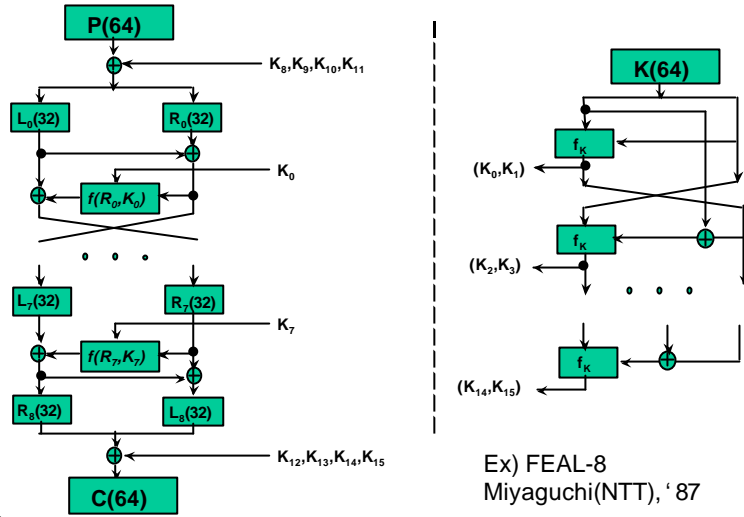 P(64)
K₈,K₉,K₁₀,K₁₁
L₀(32)
R₀(32)
K₀
f(R₀,K₀)
L₇(32)
R₇(32)
K₇
f(R₇,K₇)
R₈(32)
L₈(32)
K₁₂,K₁₃,K₁₄,K₁₅
C(64)
K(64)
fₖ
(K₀,K₁)
fₖ
(K₂,K₃)
fₖ
(K₁₄,K₁₅)
Ex) FEAL-8
Miyaguchi(NTT), ‘ 87